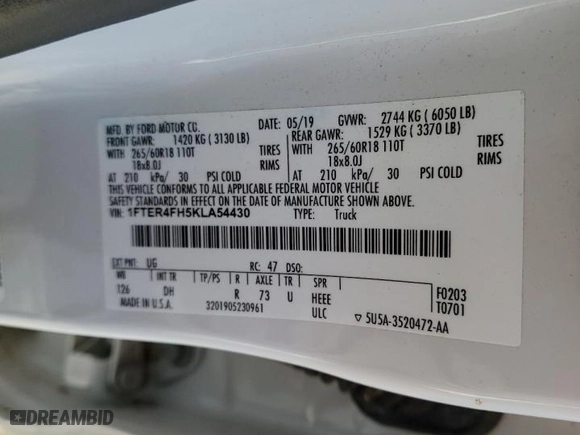 MFD. BY FORD MOTOR CO. DATE: 05/19 GVWR: 2744 KG ( 6050 LB)
FRONT GAWR: 1420 KG ( 3130 LB) REAR GAWR: 1529 KG ( 3370 LB)
WITH 265/60R18 110T TIRES WITH 265/60R18 110T TIRES
18x8.0J RIMS 18x8.0J RIMS
AT 210 kPa/ 30 PSI COLD AT 210 kPa/ 30 PSI COLD
THIS VEHICLE CONFORMS TO ALL APPLICABLE FEDERAL MOTOR VEHICLE
SAFETY STANDARDS IN EFFECT ON THE DATE OF MANUFACTURE SHOWN ABOVE.
VIN: 1FTER4FH5KLA54430 TYPE: Truck
EXT PNT: UG RC: 47 DSO:
WB INT TR TP/PS R AXLE TR SPR F0203
126 DH R 73 U HEEE T0701
MADE IN U.S.A. 3201905230961 ULC ▽ 5U5A-3520472-AA
DREAMBID